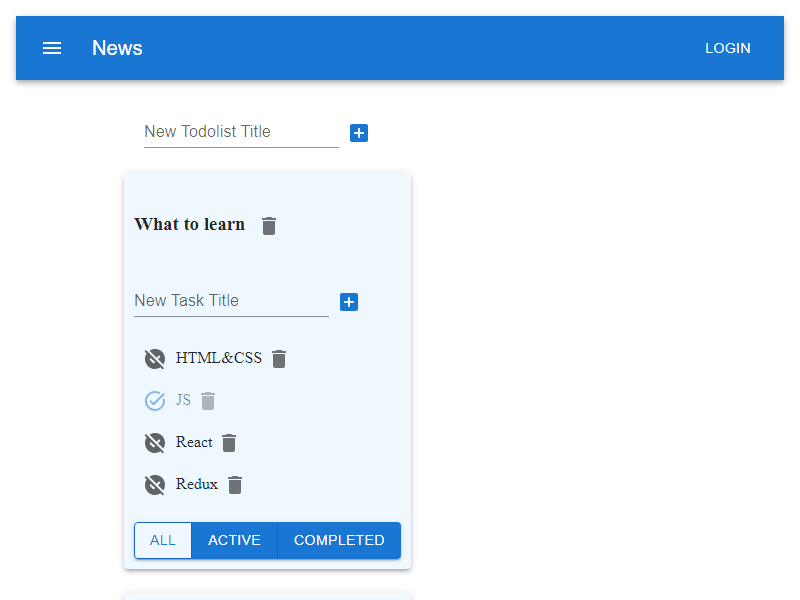 News LOGIN
New Todolist Title
What to learn
New Task Title
HTML&CSS
JS
React
Redux
ALL ACTIVE COMPLETED